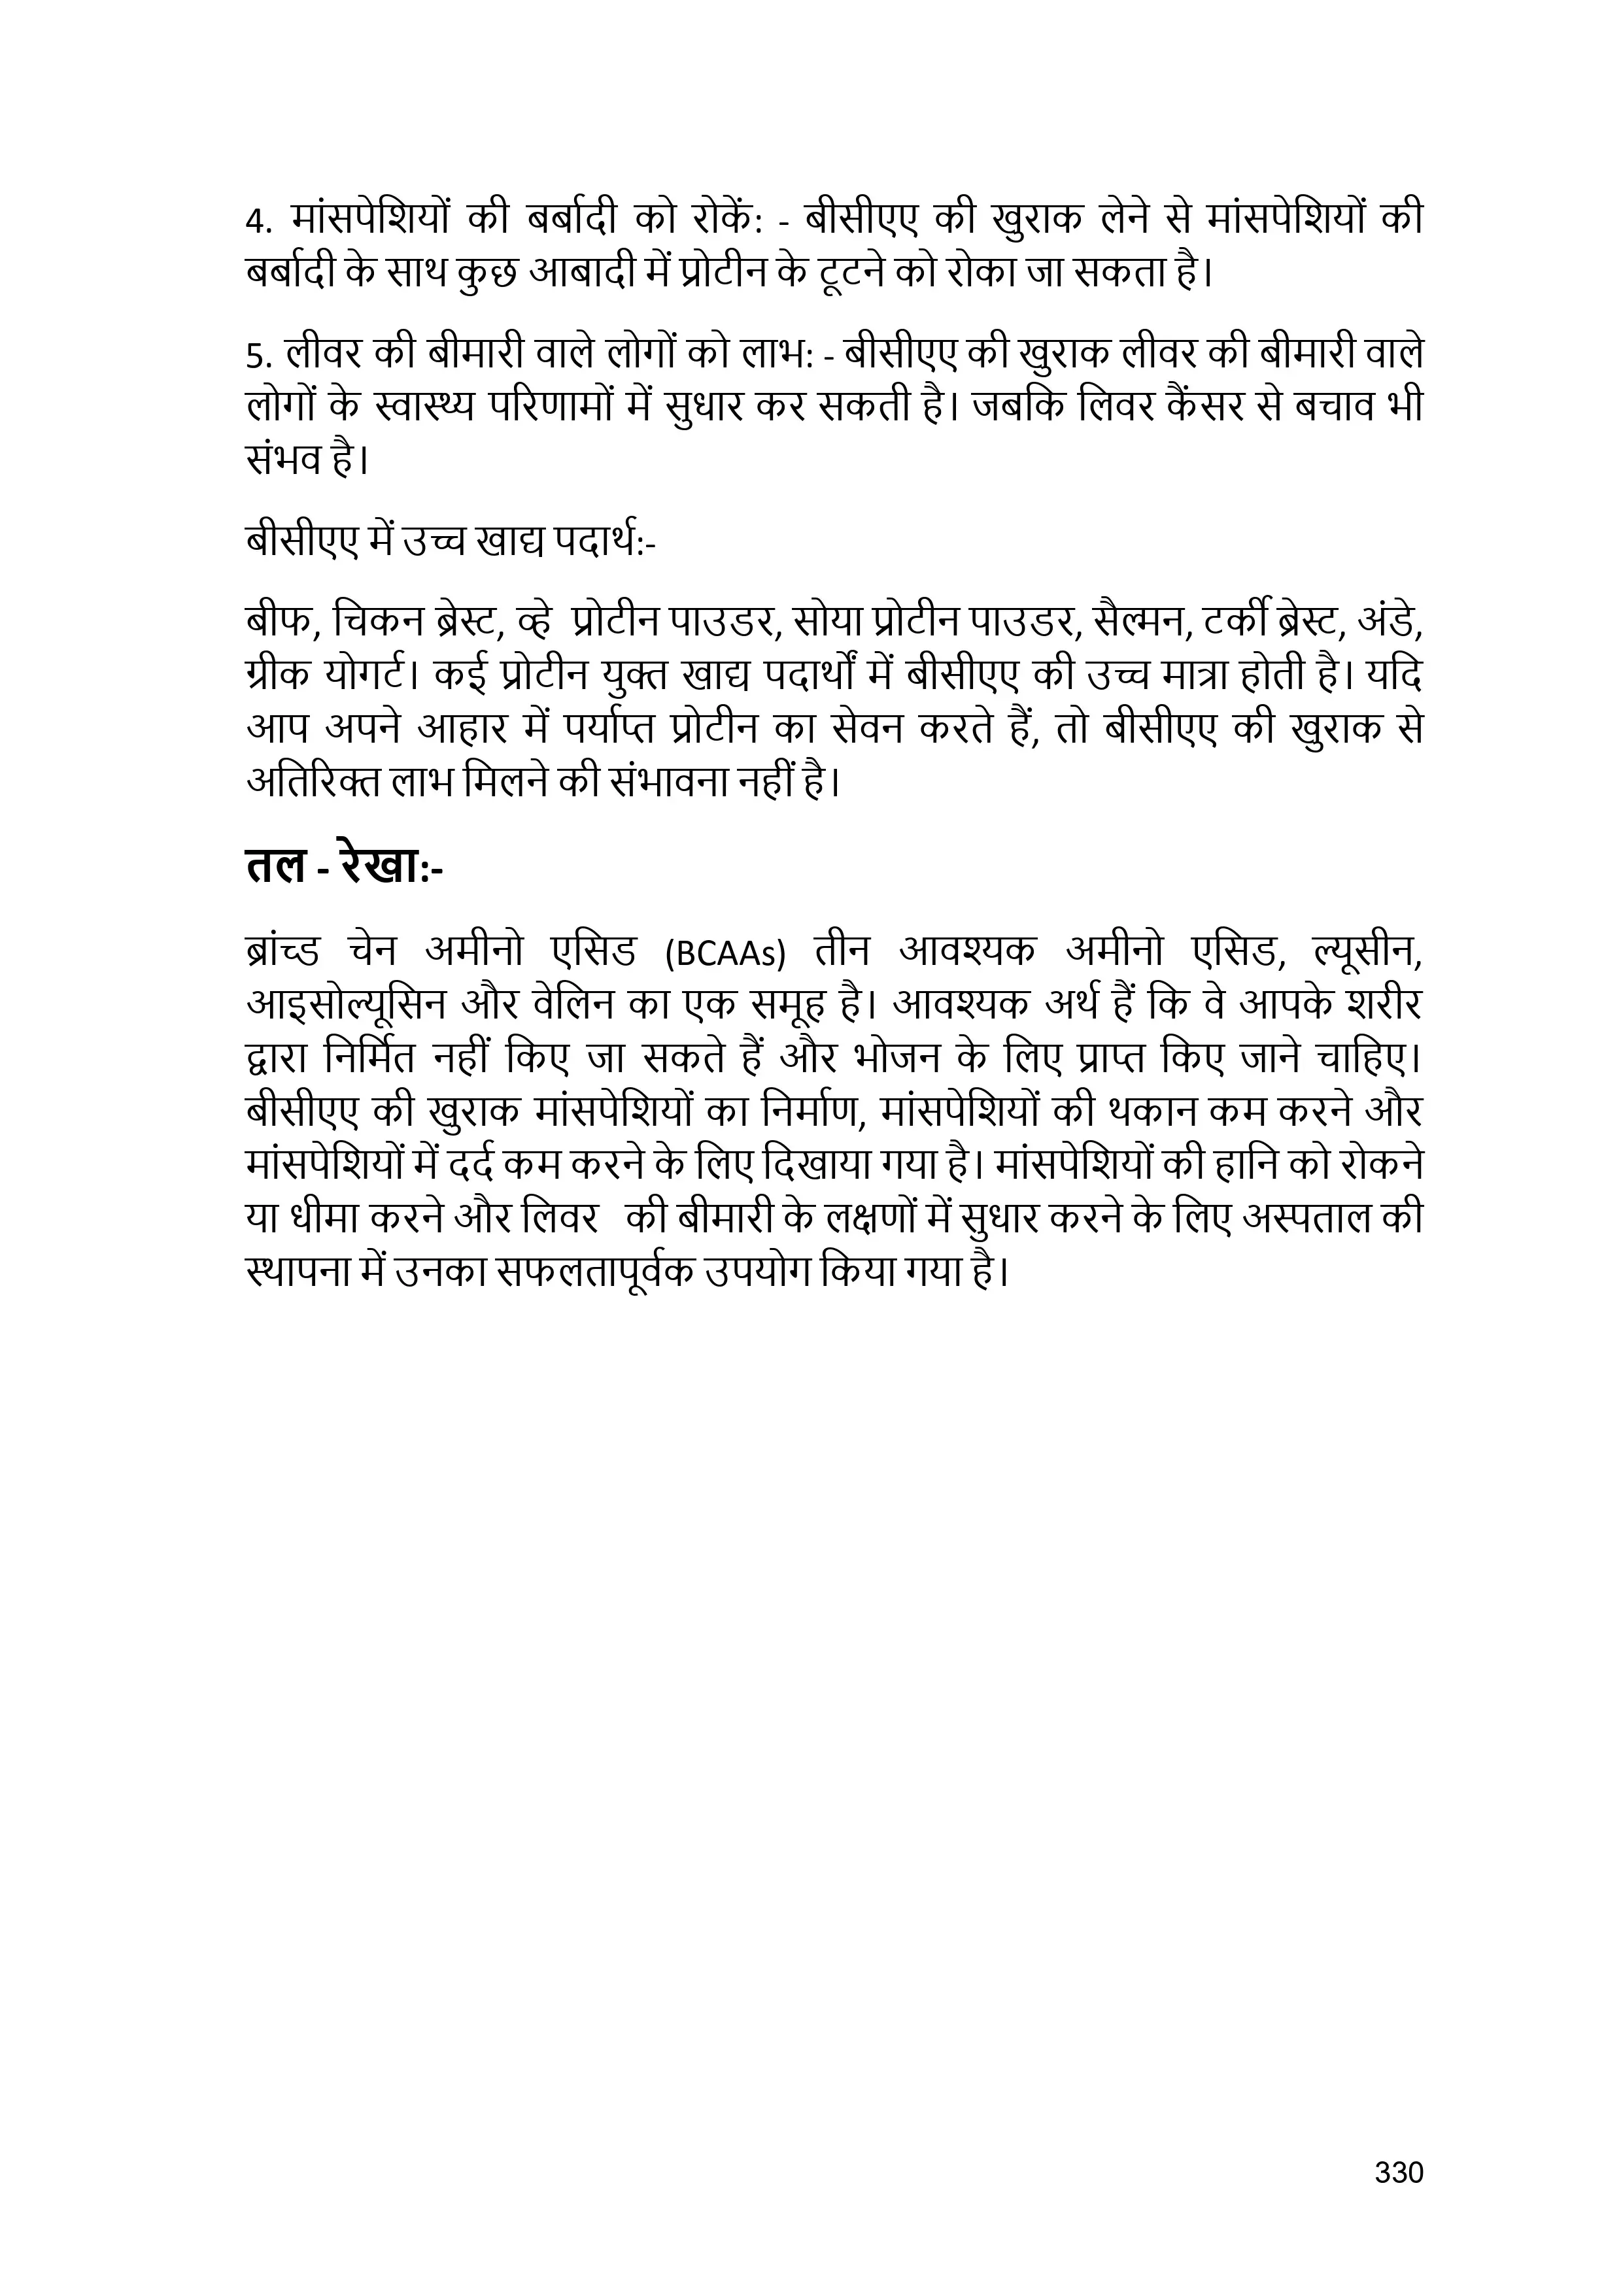 4. मांसपेशियों की बर्बादी को रोकें: - बीसीएए की खुराक लेने से मांसपेशियों की
बर्बादी के साथ कुछ आबादी में प्रोटीन के टूटने को रोका जा सकता है।
5. लीवर की बीमारी वाले लोगों को लाभ: - बीसीएए की खुराक लीवर की बीमारी वाले
लोगों के स्वास्थ्य परिणामों में सुधार कर सकती है। जबकि लिवर कैंसर से बचाव भी
संभव है।
बीसीएए में उच्च खाद्य पदार्थ:-
बीफ, चिकन ब्रेस्ट, व्हे प्रोटीन पाउडर, सोया प्रोटीन पाउडर, सैल्मन, टर्की ब्रेस्ट, अंडे,
ग्रीक योगर्ट। कई प्रोटीन युक्त खाद्य पदार्थों में बीसीएए की उच्च मात्रा होती है। यदि
आप अपने आहार में पर्याप्त प्रोटीन का सेवन करते हैं, तो बीसीएए की खुराक से
अतिरिक्त लाभ मिलने की संभावना नहीं है।
तल - रेखा:-
ब्रांच्ड चेन अमीनो एसिड (BCAAs) तीन आवश्यक अमीनो एसिड, ल्यूसीन,
आइसोल्यूसिन और वेलिन का एक समूह है। आवश्यक अर्थ हैं कि वे आपके शरीर
द्वारा निर्मित नहीं किए जा सकते हैं और भोजन के लिए प्राप्त किए जाने चाहिए।
बीसीएए की खुराक मांसपेशियों का निर्माण, मांसपेशियों की थकान कम करने और
मांसपेशियों में दर्द कम करने के लिए दिखाया गया है। मांसपेशियों की हानि को रोकने
या धीमा करने और लिवर की बीमारी के लक्षणों में सुधार करने के लिए अस्पताल की
स्थापना में उनका सफलतापूर्वक उपयोग किया गया है।
330